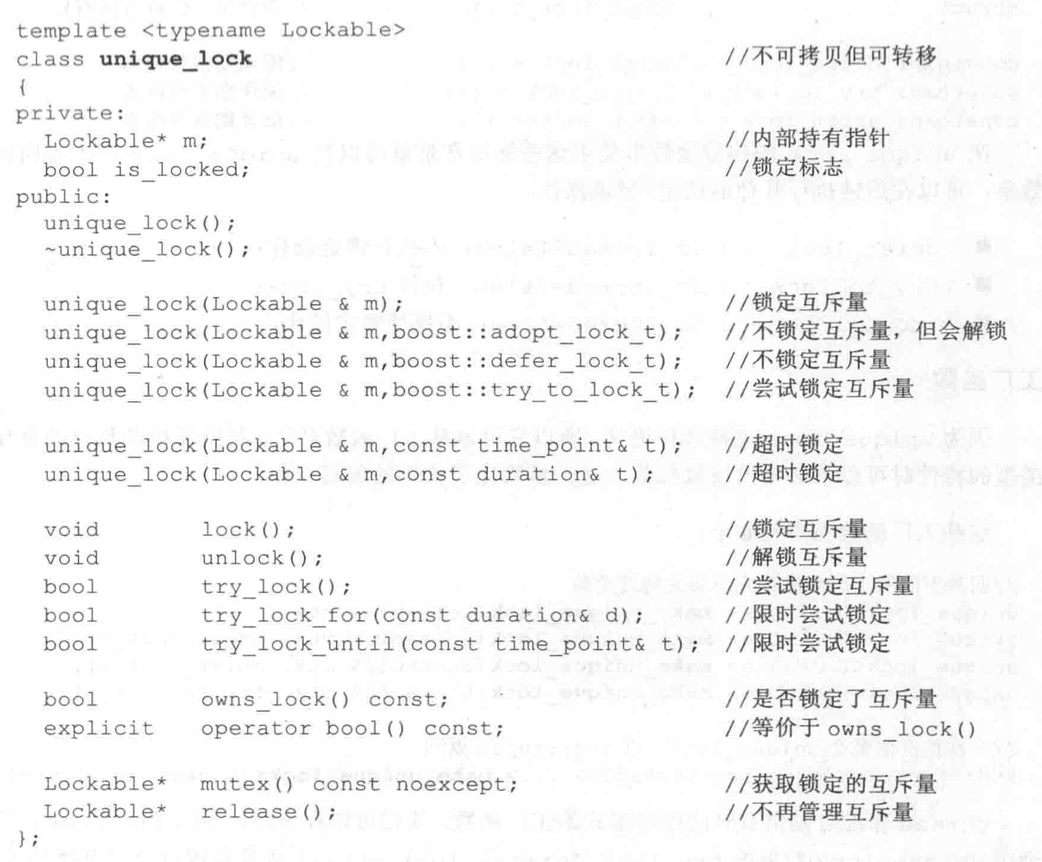 template <typename Lockable>
class unique_lock //不可拷贝但可转移
{
private:
Lockable* m; //内部持有指针
bool is_locked; //锁定标志
public:
unique_lock();
~unique_lock();
unique_lock(Lockable & m); //锁定互斥量
unique_lock(Lockable & m,boost::adopt_lock_t); //不锁定互斥量，但会解锁
unique_lock(Lockable & m,boost::defer_lock_t); //不锁定互斥量
unique_lock(Lockable & m,boost::try_to_lock_t); //尝试锁定互斥量
unique_lock(Lockable & m,const time_point& t); //超时锁定
unique_lock(Lockable & m,const duration& t); //超时锁定
void lock(); //锁定互斥量
void unlock(); //解锁互斥量
bool try_lock(); //尝试锁定互斥量
bool try_lock_for(const duration& d); //限时尝试锁定
bool try_lock_until(const time_point& t); //限时尝试锁定
bool owns_lock() const; //是否锁定了互斥量
explicit operator bool() const; //等价于 owns_lock()
Lockable* mutex() const noexcept; //获取锁定的互斥量
Lockable* release(); //不再管理互斥量
};